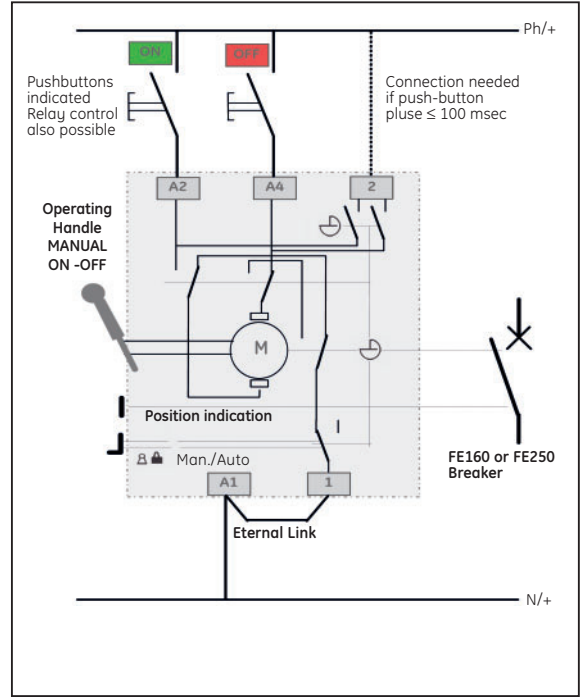 Ph/+
ON
OFF
Pushbuttons
indicated
Relay control
also possible
Connection needed
if push-button
pluse ≤ 100 msec
A2
A4
2
Operating
Handle
MANUAL
ON -OFF
M
Position indication
I
Man./Auto
FE160 or FE250
Breaker
A1
1
Eternal Link
N/+